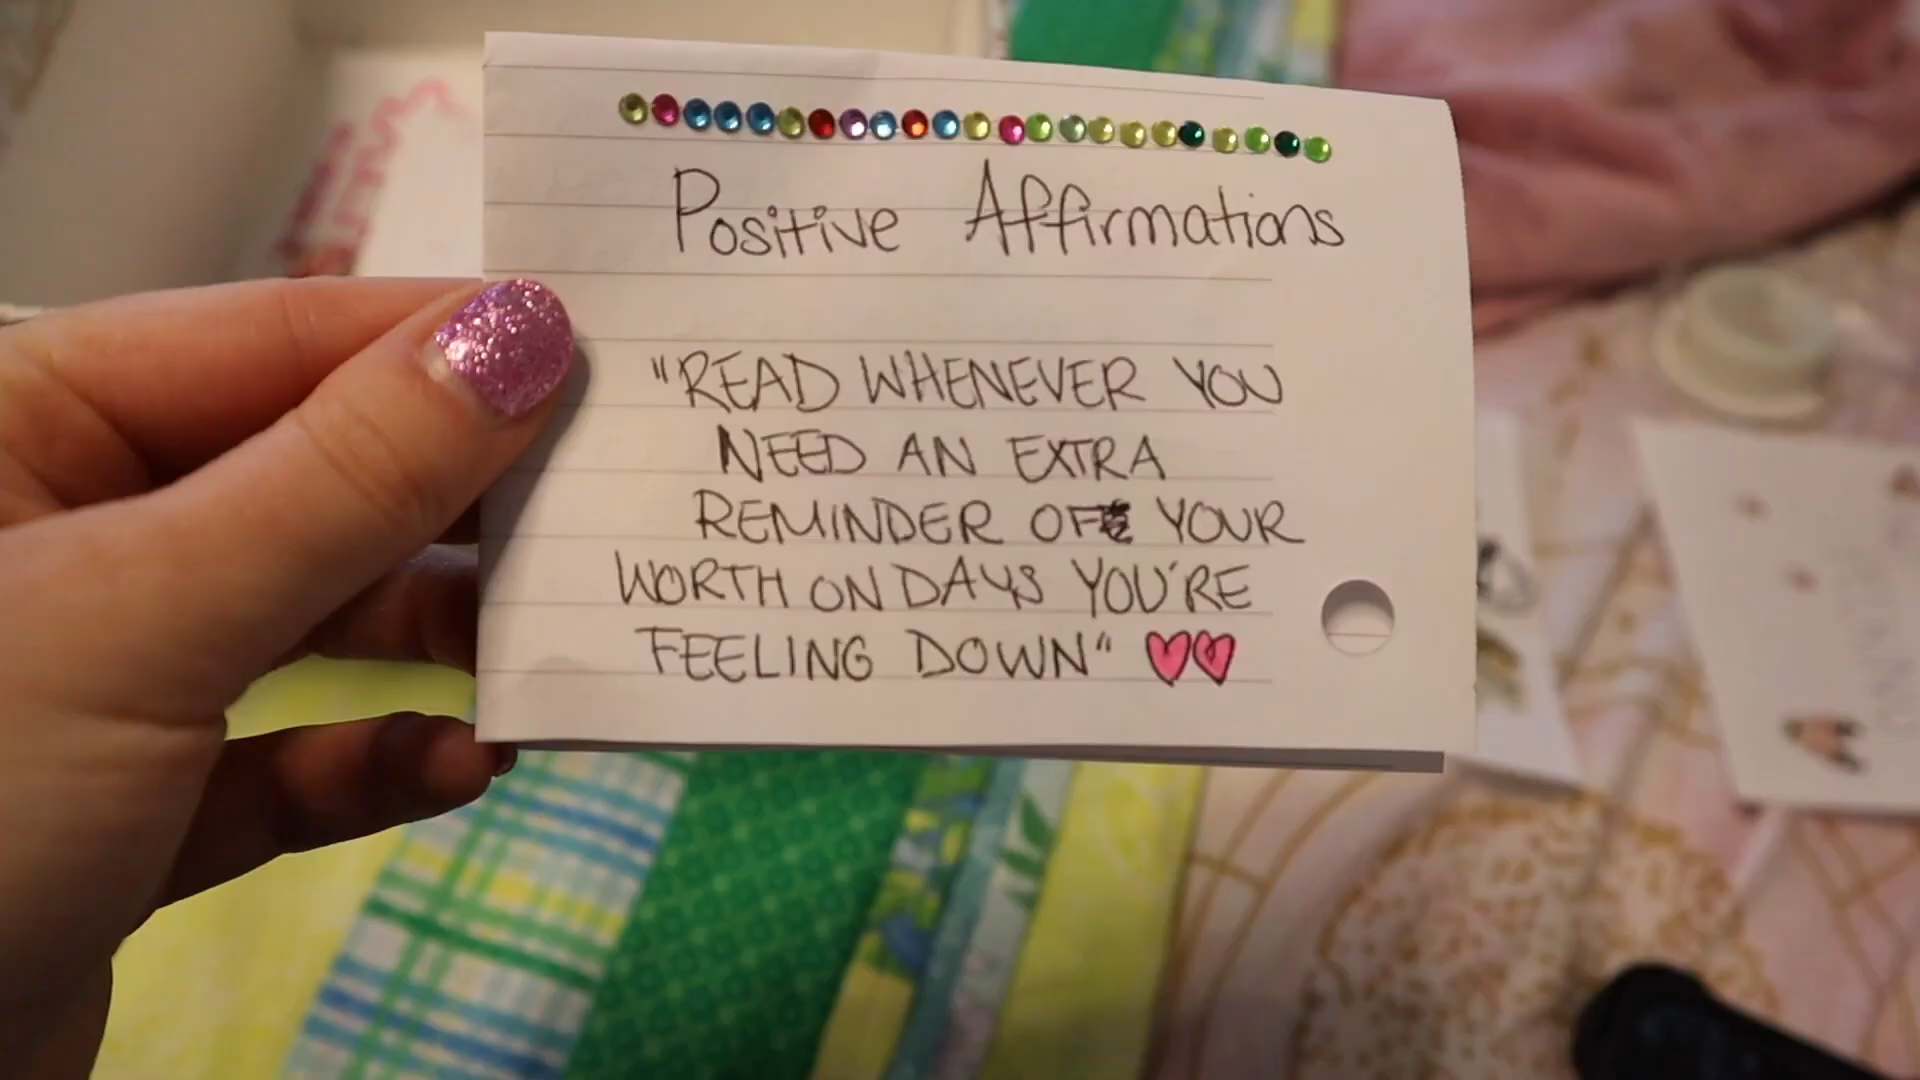 Positive Affirmations
"READ WHENEVER YOU
NEED AN EXTRA
REMINDER OF YOUR
WORTH ON DAYS YOU'RE
FEELING DOWN"